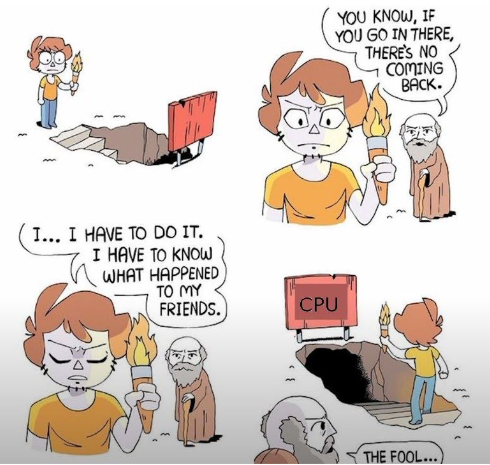 YOU KNOW, IF
YOU GO IN THERE,
THERE'S NO
COMING
BACK.
I... I HAVE TO DO IT.
I HAVE TO KNOW
WHAT HAPPENED
TO MY
FRIENDS.
CPU
THE FOOL...